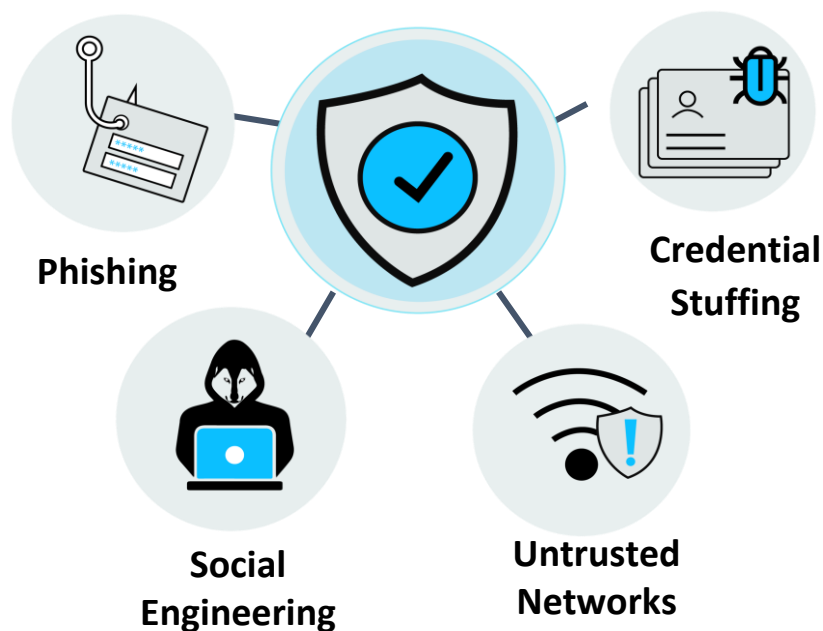 *****
*****
Phishing
Credential
Stuffing
Social
Engineering
Untrusted
Networks
!